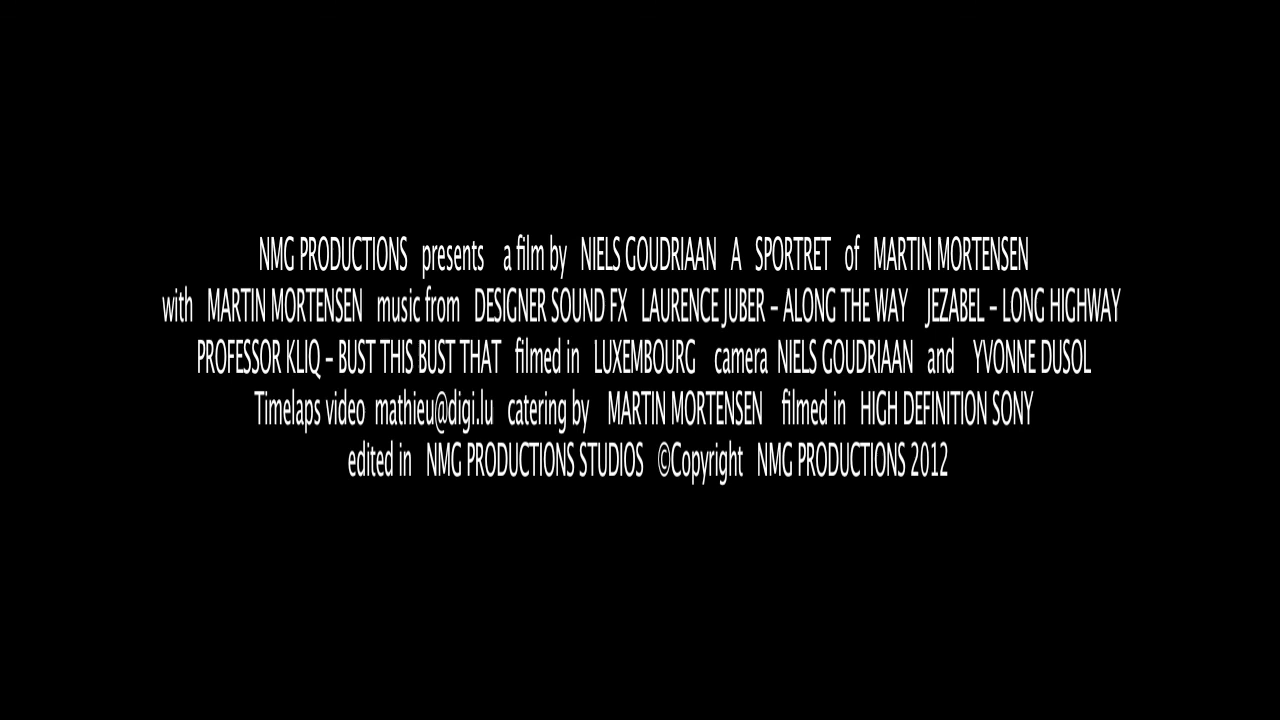 NMG PRODUCTIONS presents a film by NIELS GOUDRIAAN A SPORTRET of MARTIN MORTENSEN
with MARTIN MORTENSEN music from DESIGNER SOUND FX LAURENCE JUBER – ALONG THE WAY JEZABEL – LONG HIGHWAY
PROFESSOR KLIQ – BUST THIS BUST THAT filmed in LUXEMBOURG camera NIELS GOUDRIAAN and YVONNE DUSOL
Timelaps video mathieu@digi.lu catering by MARTIN MORTENSEN filmed in HIGH DEFINITION SONY
edited in NMG PRODUCTIONS STUDIOS ©Copyright NMG PRODUCTIONS 2012